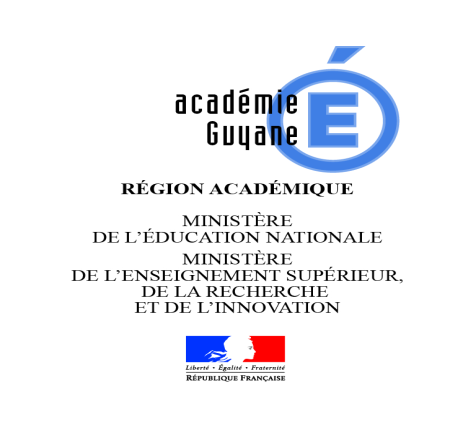 académie
Guyane
É
RÉGION ACADÉMIQUE
MINISTÈRE
DE L'ÉDUCATION NATIONALE
MINISTÈRE
DE L'ENSEIGNEMENT SUPÉRIEUR,
DE LA RECHERCHE
ET DE L'INNOVATION
Liberté • Égalité • Fraternité
RÉPUBLIQUE FRANÇAISE